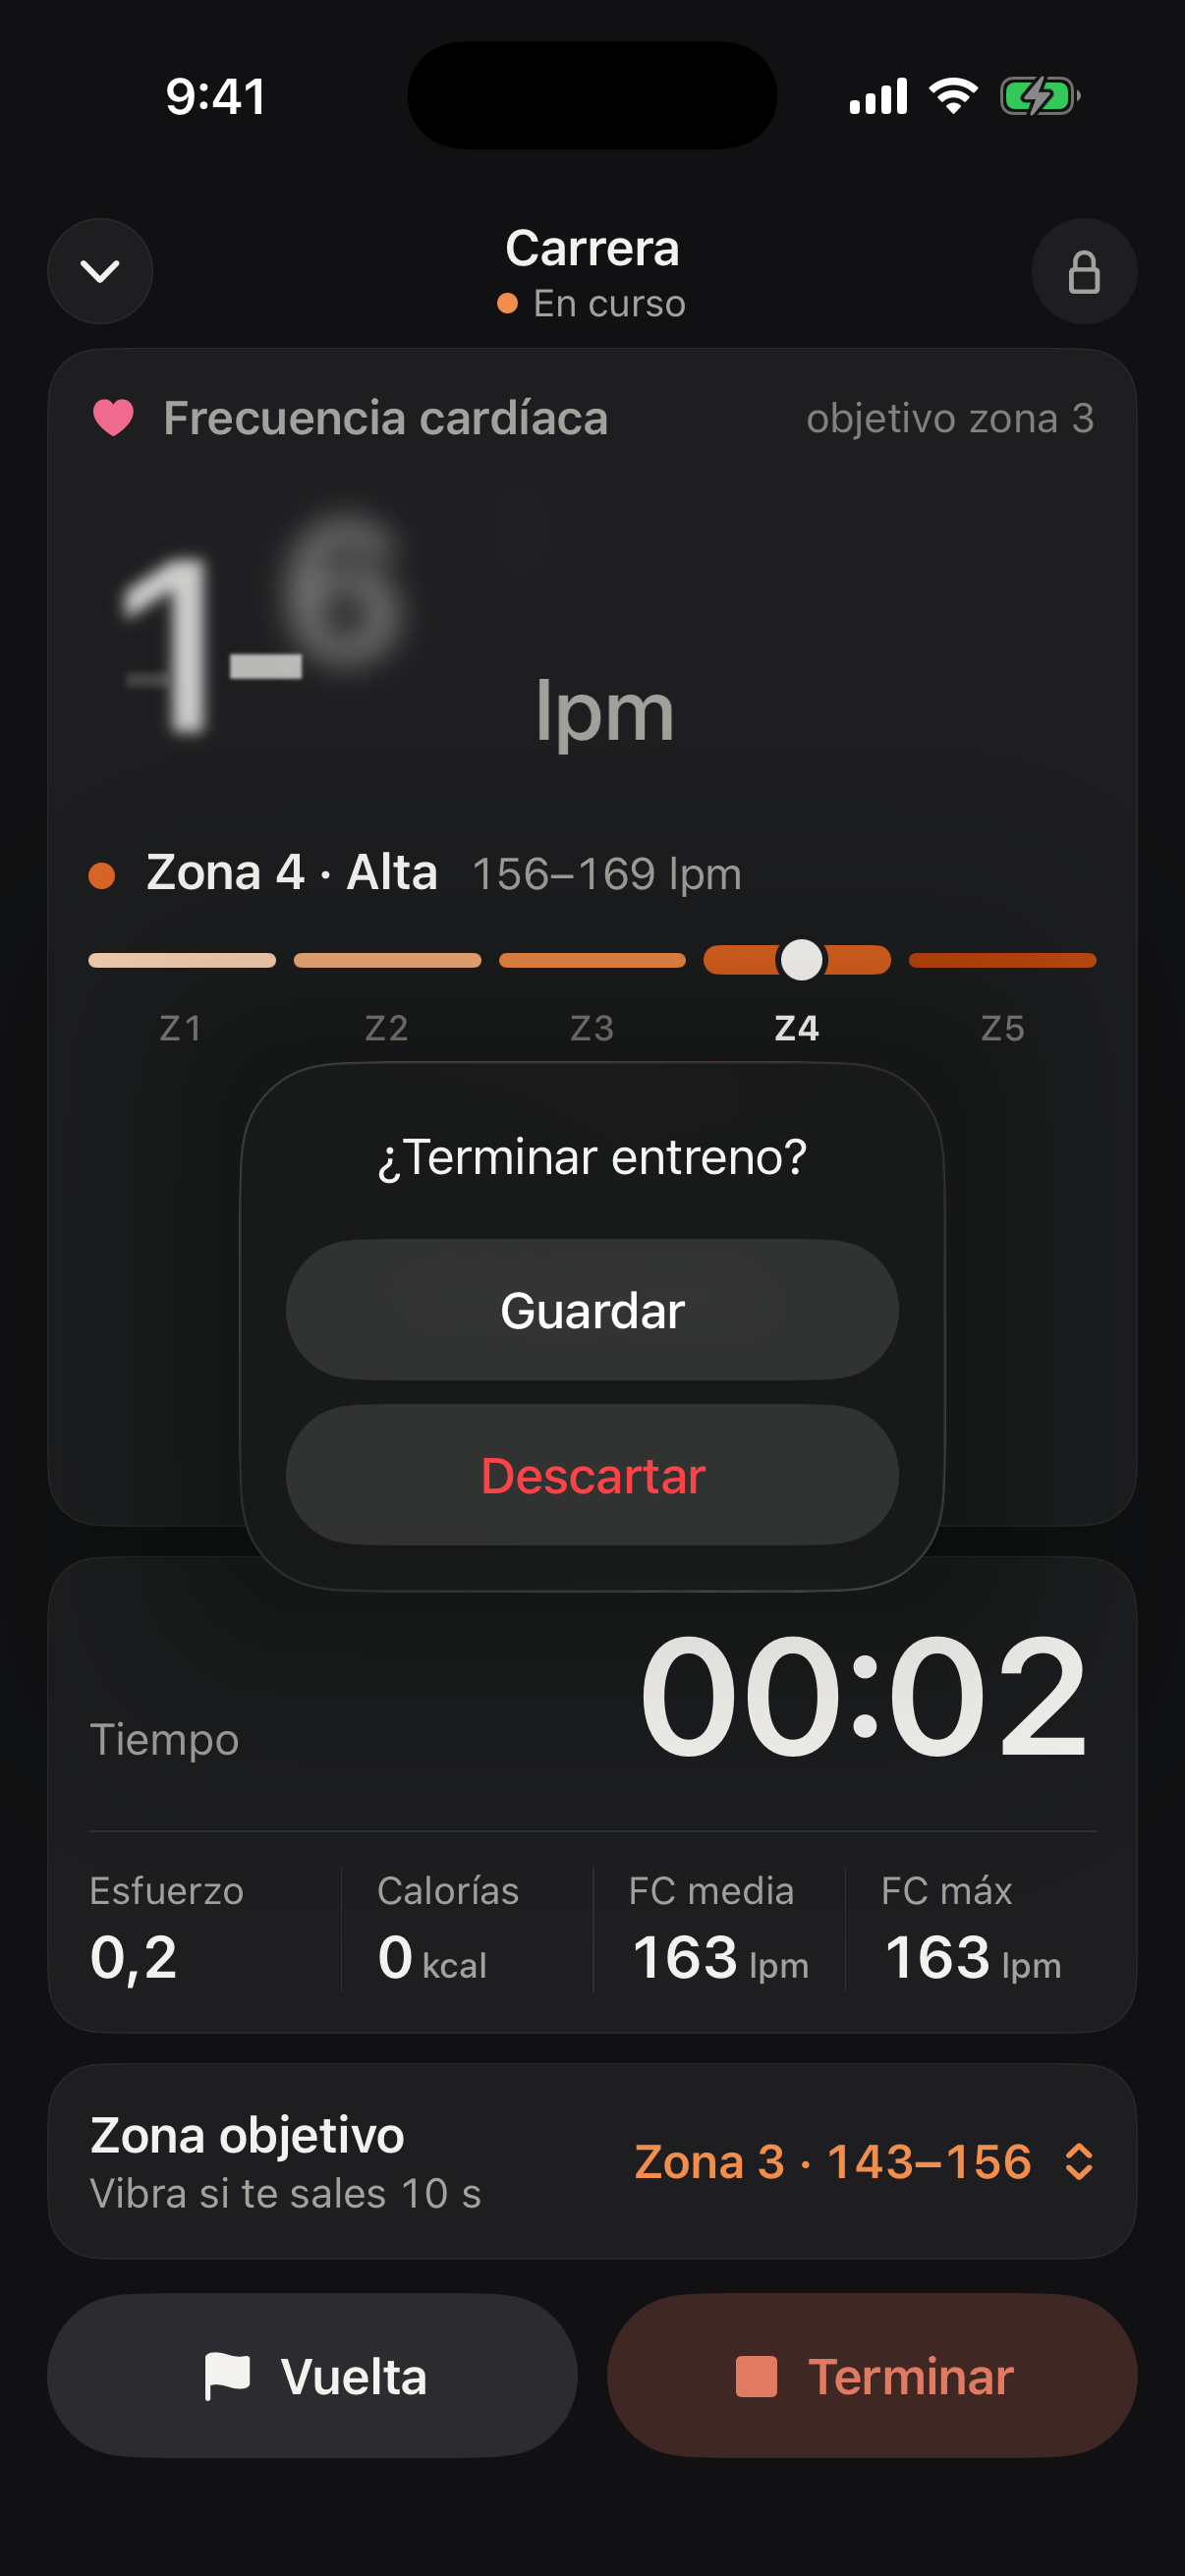 9:41
Carrera
En curso
Frecuencia cardíaca
objetivo zona 3
lpm
Zona 4 · Alta 156–169 lpm
Z1 Z2 Z3 Z4 Z5
¿Terminar entreno?
Guardar
Descartar
Tiempo
00:02
Esfuerzo
0,2
Calorías
0 kcal
FC media
163 lpm
FC máx
163 lpm
Zona objetivo
Vibra si te sales 10 s
Zona 3 · 143–156
Vuelta
Terminar